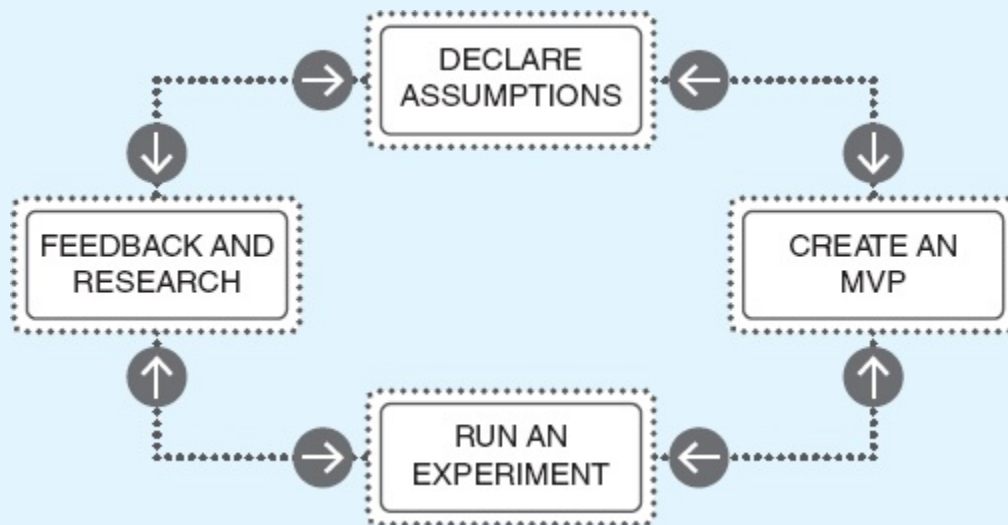 DECLARE
ASSUMPTIONS
FEEDBACK AND
RESEARCH
CREATE AN
MVP
RUN AN
EXPERIMENT